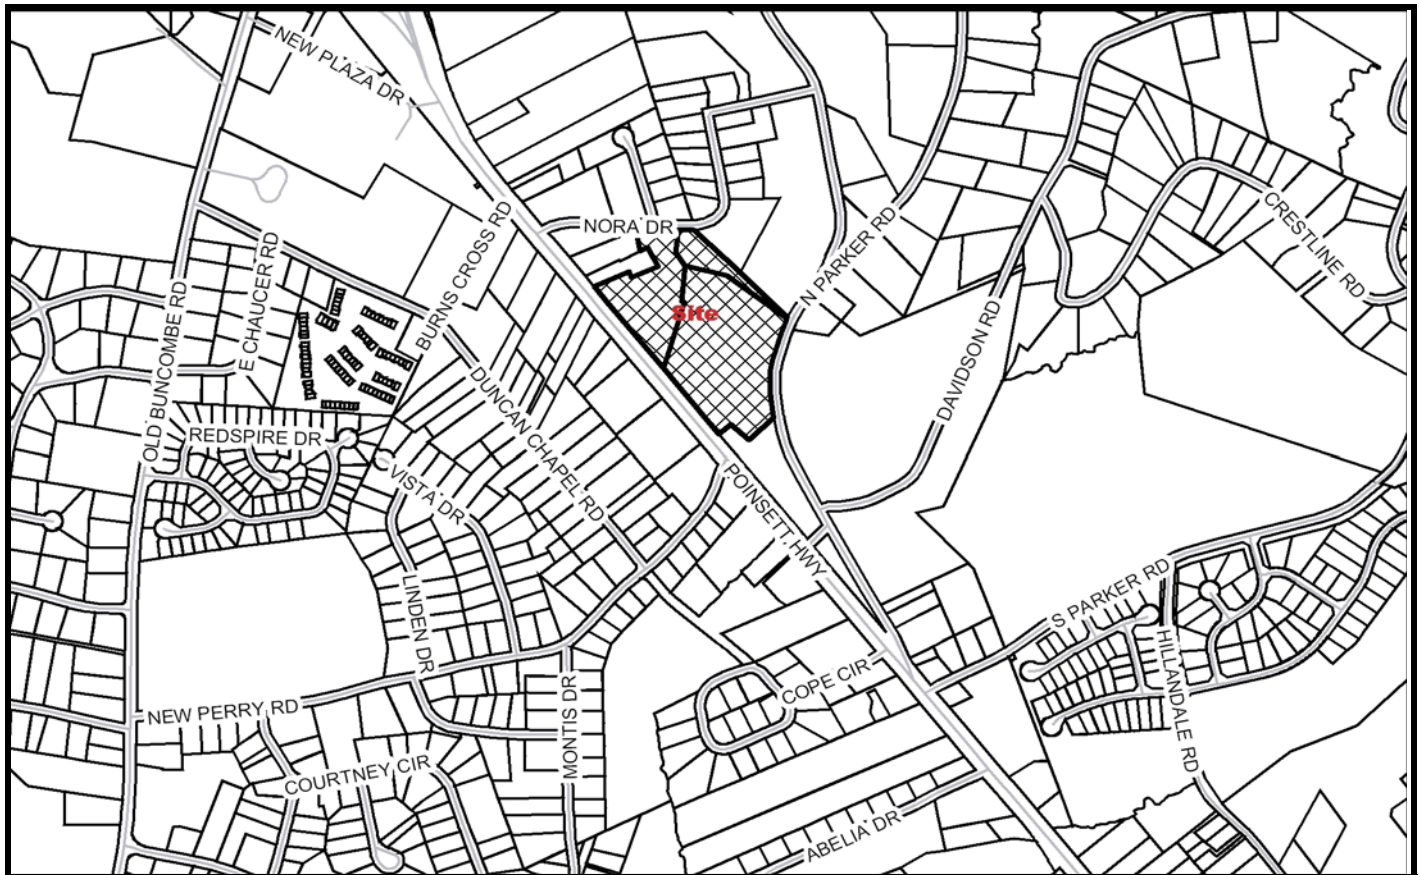 NEW PLAZA DR
NORA DR
BURNS CROSS RD
N PARKER RD
CRESTLINE RD
E CHAUCER RD
OLD BUNCOMBE RD
Site
DAVIDSON RD
DUNCAN CHAPEL RD
REDSPIRE DR
VISTA DR
POINSETT HWY
LINDEN DR
S PARKER RD
HILLANDALE RD
COPE CIR
NEW PERRY RD
MONTIS DR
COURTNEY CIR
ABELIA DR